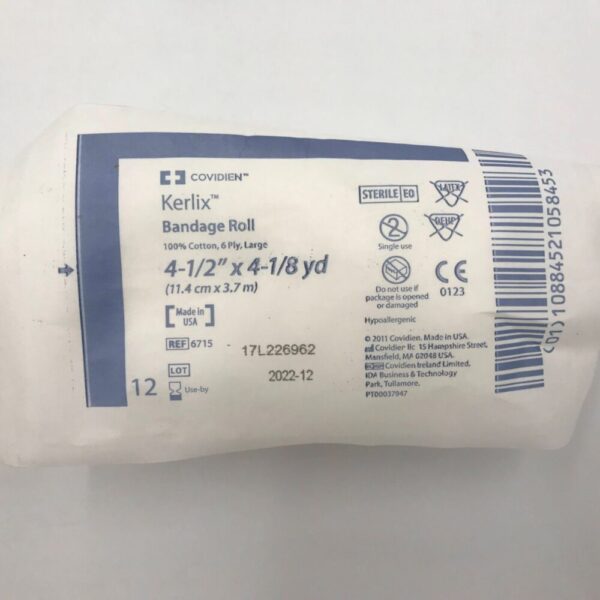 COVIDIEN™
Kerlix™
Bandage Roll
100% Cotton, 6 Ply, Large
4-1/2" x 4-1/8 yd
(11.4 cm x 3.7 m)
Made in
USA
REF 6715
17L226962
LOT
2022-12
12
Use-by
STERILE EO
LATEX
DEHP
2
Single use
Do not use if
package is opened
or damaged
CE
0123
Hypoallergenic
© 2011 Covidien. Made in USA.
Covidien llc 15 Hampshire Street,
Mansfield, MA 02048 USA.
Covidien Ireland Limited,
IDA Business & Technology
Park, Tullamore.
PT00037947
(01)10884521058453